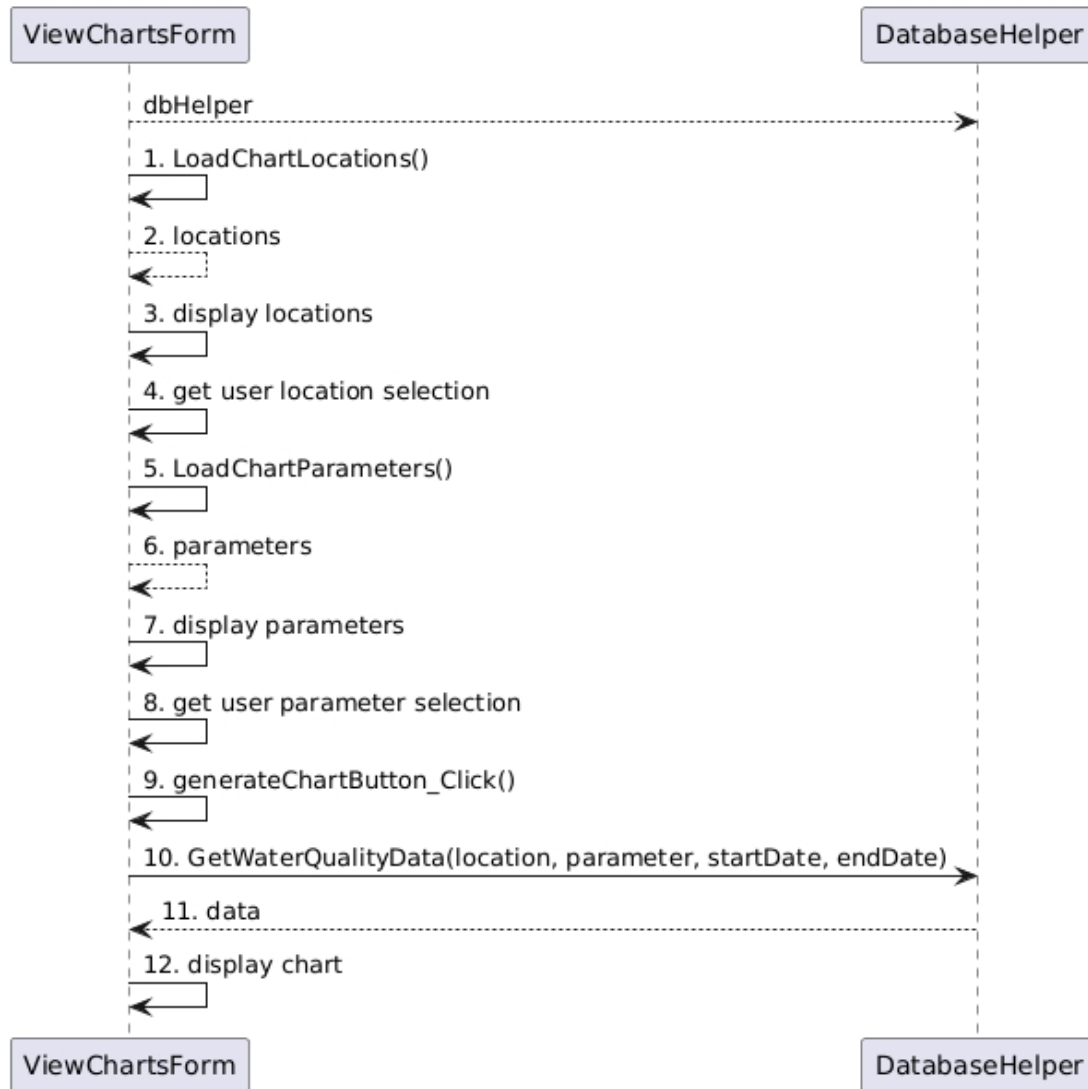 ViewChartsForm DatabaseHelper
dbHelper
1. LoadChartLocations()
2. locations
3. display locations
4. get user location selection
5. LoadChartParameters()
6. parameters
7. display parameters
8. get user parameter selection
9. generateChartButton_Click()
10. GetWaterQualityData(location, parameter, startDate, endDate)
11. data
12. display chart
ViewChartsForm DatabaseHelper